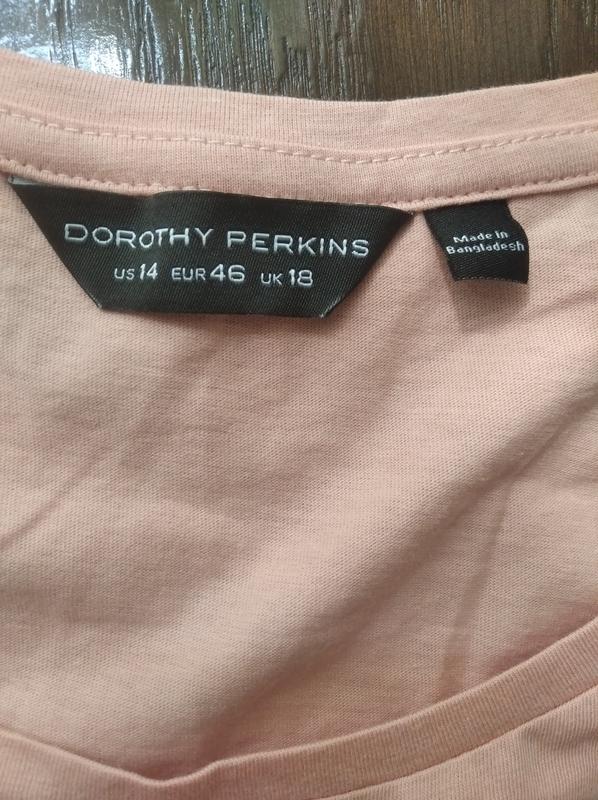 DOROTHY PERKINS
US 14 EUR 46 UK 18
Made in
Bangladesh